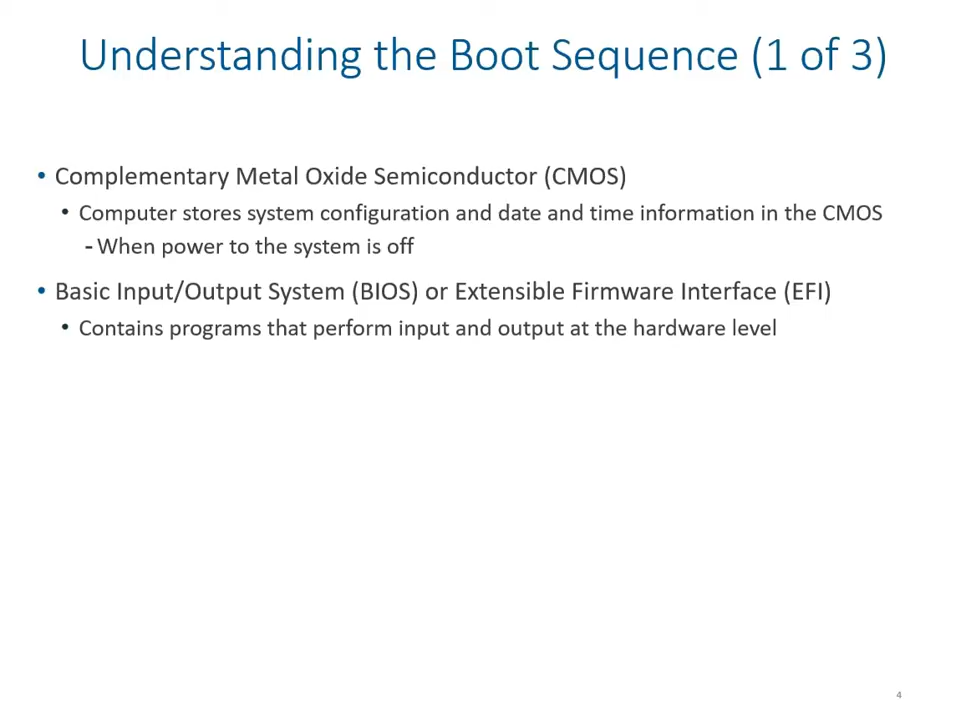 Understanding the Boot Sequence (1 of 3)
• Complementary Metal Oxide Semiconductor (CMOS)
• Computer stores system configuration and date and time information in the CMOS
- When power to the system is off
• Basic Input/Output System (BIOS) or Extensible Firmware Interface (EFI)
• Contains programs that perform input and output at the hardware level
4